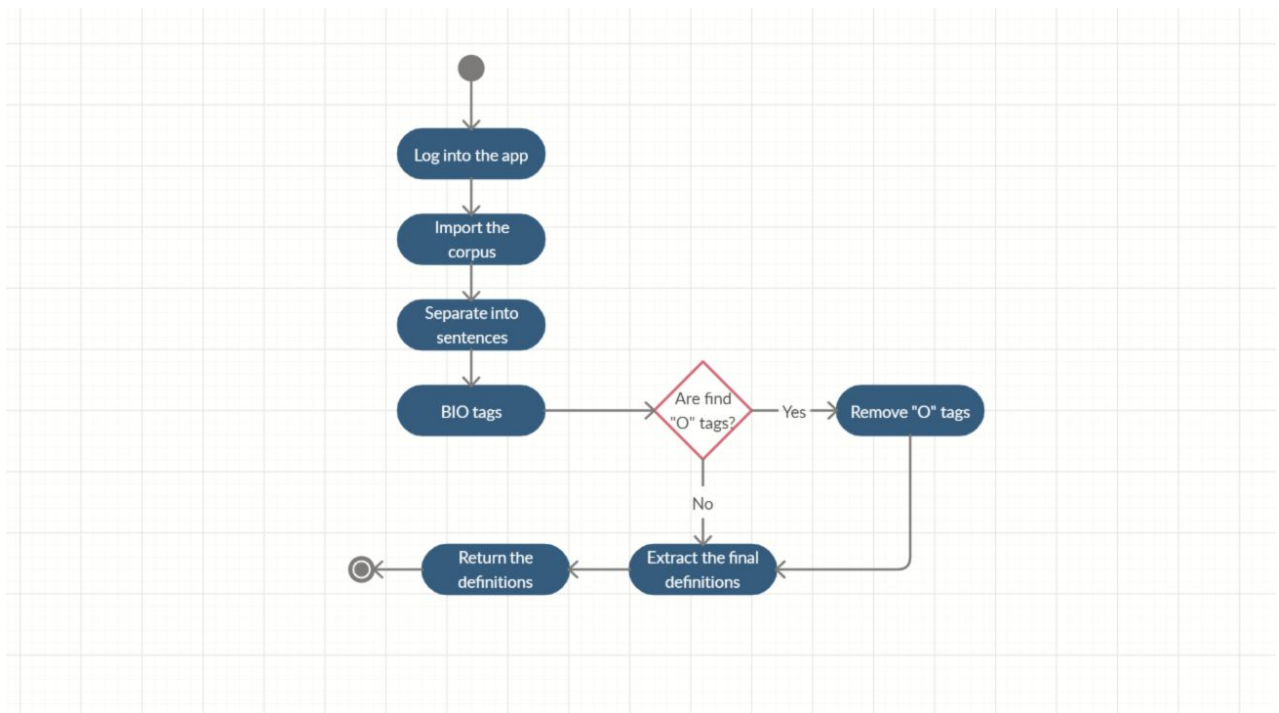 Log into the app
Import the
corpus
Separate into
sentences
BIO tags
Are find
"O" tags?
Yes
Remove "O" tags
No
Extract the final
definitions
Return the
definitions